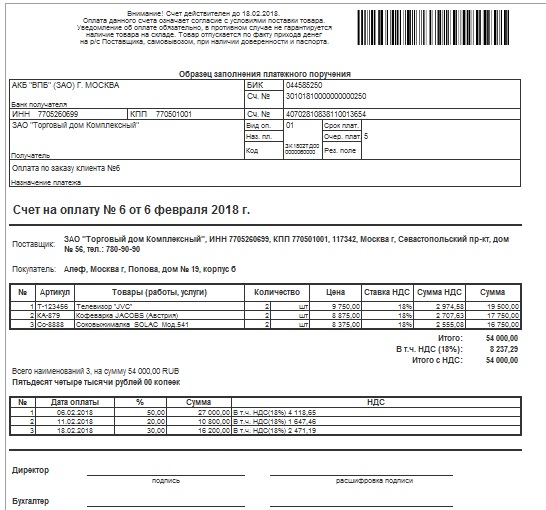 Внимание! Счет действителен до 18.02.2018.
Оплата данного счета означает согласие с условиями поставки товара.
Уведомление об оплате обязательно, в противном случае не гарантируется
наличие товара на складе. Товар отпускается по факту прихода денег
на р/с Поставщика, самовывозом, при наличии доверенности и паспорта.
Образец заполнения платежного поручения
АКБ "ВПБ" (ЗАО) Г. МОСКВА БИК 044585250
Сч. № 30101810000000000250
Банк получателя
ИНН 7705260699 КПП 770501001 Сч. № 40702810838110013654
ЗАО "Торговый дом Комплексный" Вид оп. 01 Срок плат.
Наз. пл. Очер. плат. 5
Получатель Код Рез. поле
Оплата по заказу клиента №6
Назначение платежа
Счет на оплату № 6 от 6 февраля 2018 г.
Поставщик: ЗАО "Торговый дом Комплексный", ИНН 7705260699, КПП 770501001, 117342, Москва г, Севастопольский пр-кт, дом
№ 56, тел.: 780-90-90
Покупатель: Алеф, Москва г, Попова, дом № 19, корпус б
№ Артикул Товары (работы, услуги) Количество Цена Ставка НДС Сумма НДС Сумма
1 Т-123456 Телевизор "JVC" 2 шт 9 750,00 18% 2 974,58 19 500,00
2 КА-879 Кофеварка JACOBS (Австрия) 2 шт 8 875,00 18% 2 707,63 17 750,00
3 Со-8888 Соковыжималка SOLAC Мод.541 2 шт 8 375,00 18% 2 555,08 16 750,00
Итого: 54 000,00
В т.ч. НДС (18%): 8 237,29
Итого с НДС: 54 000,00
Всего наименований 3, на сумму 54 000,00 RUB
Пятьдесят четыре тысячи рублей 00 копеек
№ Дата оплаты % Сумма НДС
1 06.02.2018 50,00 27 000,00 В т.ч. НДС(18%) 4 118,65
2 11.02.2018 20,00 10 800,00 В т.ч. НДС(18%) 1 647,46
3 18.02.2018 30,00 16 200,00 В т.ч. НДС(18%) 2 471,19
Директор
подпись расшифровка подписи
Бухгалтер